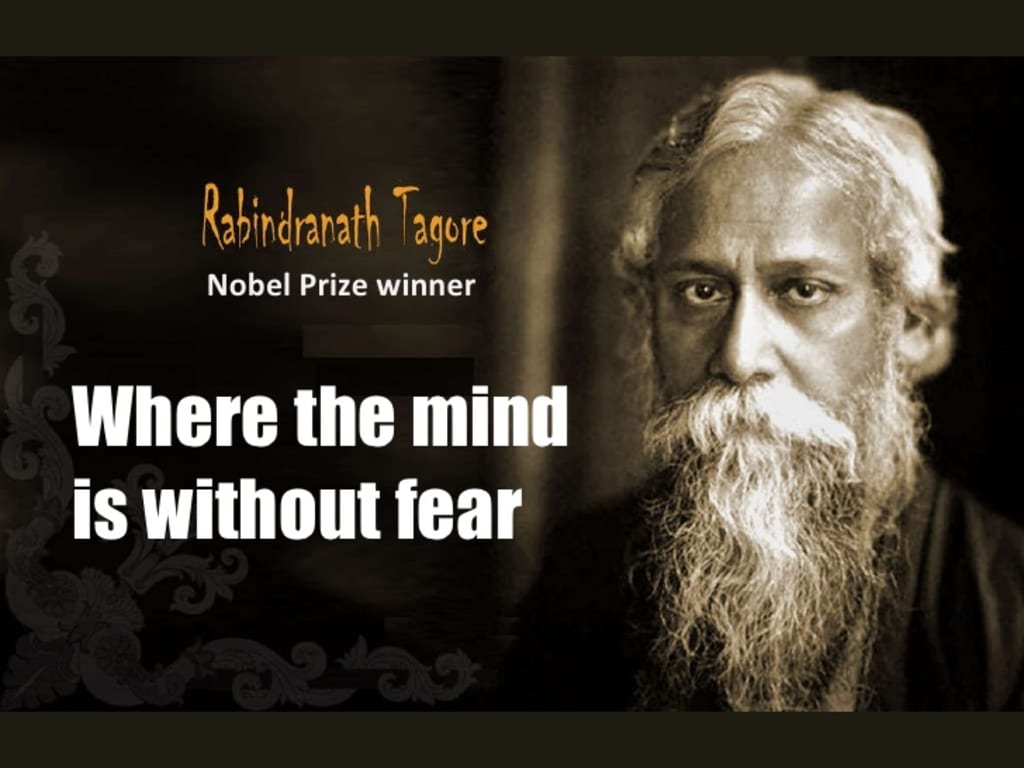 Rabindranath Tagore
Nobel Prize winner
Where the mind
is without fear